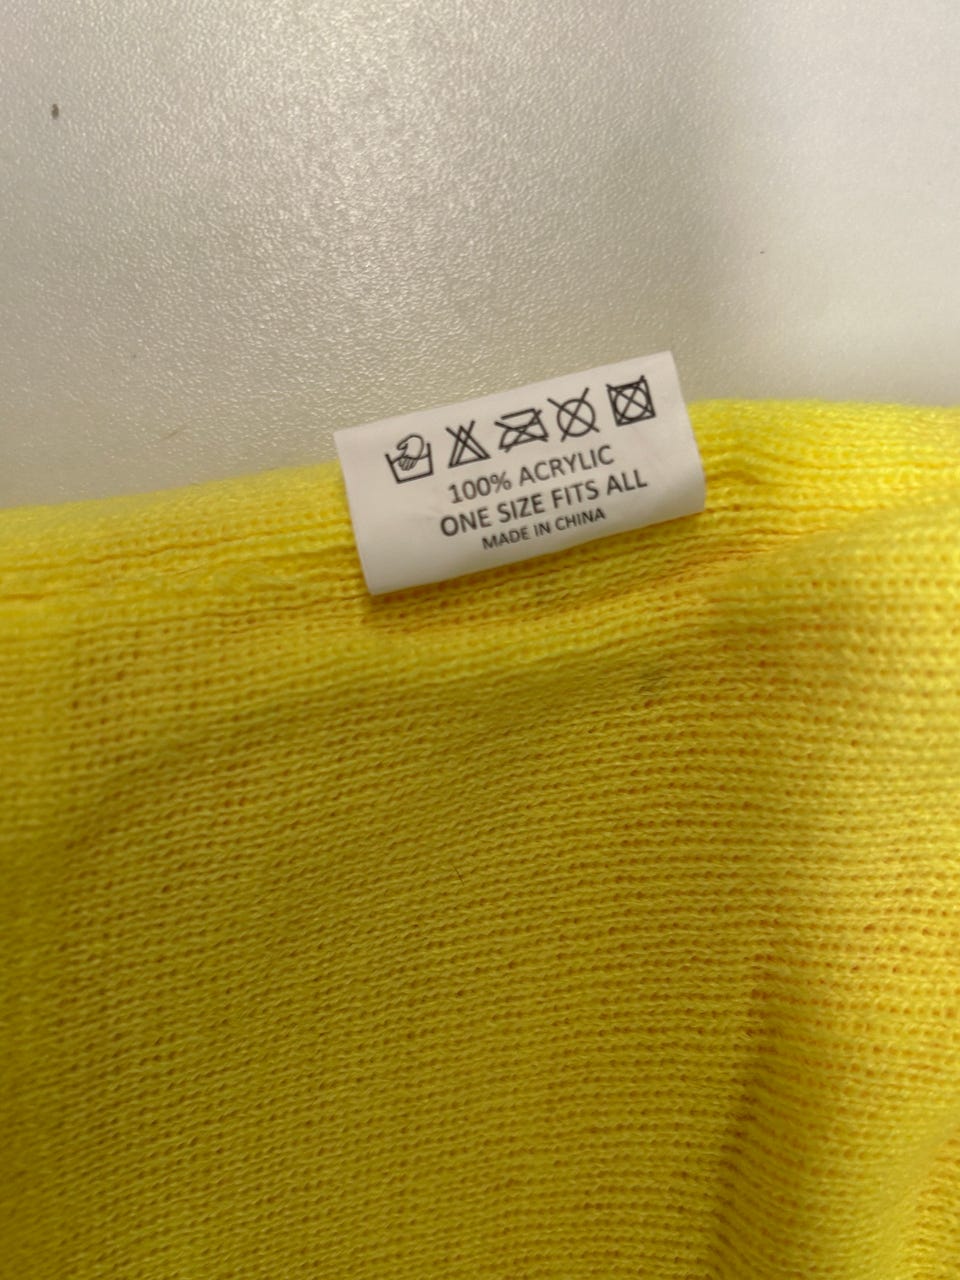 100% ACRYLIC
ONE SIZE FITS ALL
MADE IN CHINA